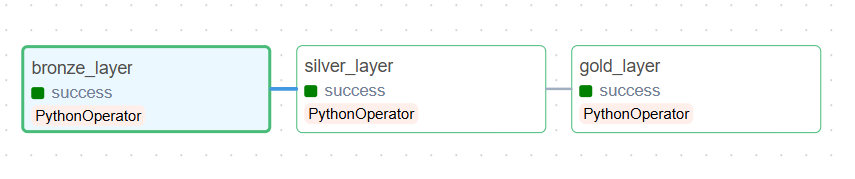 bronze_layer
success
PythonOperator
silver_layer
success
PythonOperator
gold_layer
success
PythonOperator